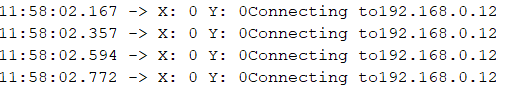 11:58:02.167 -> X: 0 Y: 0Connecting to192.168.0.12
11:58:02.357 -> X: 0 Y: 0Connecting to192.168.0.12
11:58:02.594 -> X: 0 Y: 0Connecting to192.168.0.12
11:58:02.772 -> X: 0 Y: 0Connecting to192.168.0.12